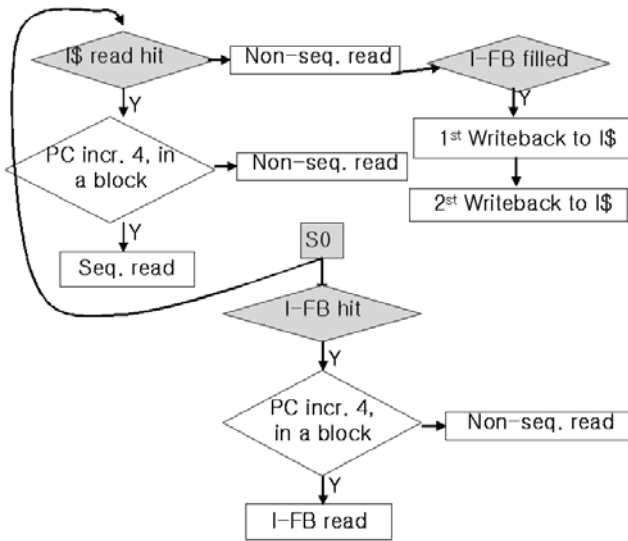 I$ read hit
Non-seq. read
I-FB filled
Y
Y
1st Writeback to I$
PC incr. 4, in
a block
Non-seq. read
2st Writeback to I$
Y
Seq. read
S0
I-FB hit
Y
PC incr. 4,
in a block
Non-seq. read
Y
I-FB read